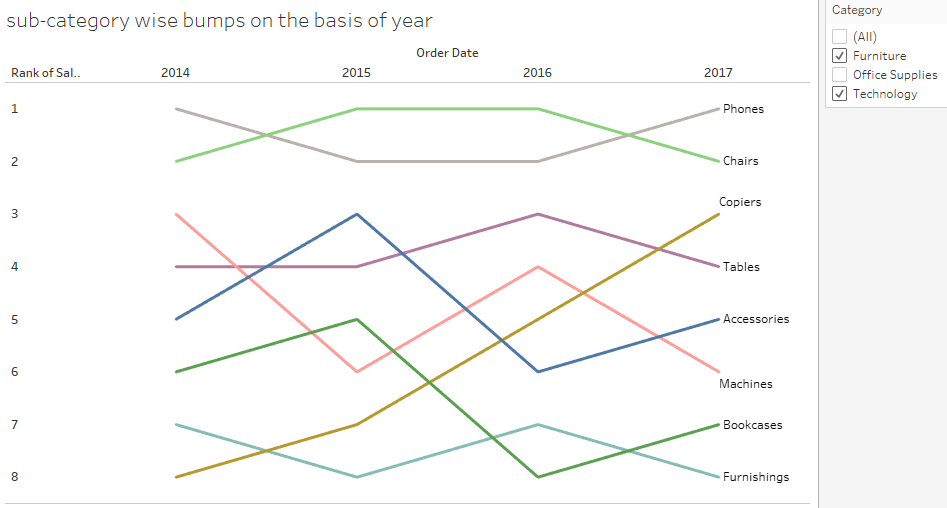 sub-category wise bumps on the basis of year
Order Date
Rank of Sal.. 2014 2015 2016 2017
1
2
3
4
5
6
7
8
Phones
Chairs
Copiers
Tables
Accessories
Machines
Bookcases
Furnishings
Category
(All)
Furniture
Office Supplies
Technology